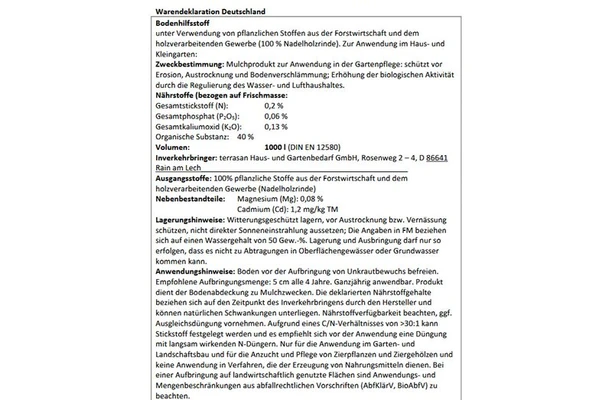 Warendeklaration Deutschland
Bodenhilfsstoff
unter Verwendung von pflanzlichen Stoffen aus der Forstwirtschaft und dem
holzverarbeitenden Gewerbe (100 % Nadelholzrinde). Zur Anwendung im Haus- und
Kleingarten:
Zweckbestimmung: Mulchprodukt zur Anwendung in der Gartenpflege: schützt vor
Erosion, Austrocknung und Bodenverschlämmung; Erhöhung der biologischen Aktivität
durch die Regulierung des Wasser- und Lufthaushaltes.
Nährstoffe (bezogen auf Frischmasse:
Gesamtstickstoff (N): 0,2 %
Gesamtphosphat (P₂O₅): 0,06 %
Gesamtkaliumoxid (K₂O): 0,13 %
Organische Substanz: 40 %
Volumen: 1000 l (DIN EN 12580)
Inverkehrbringer: terrasan Haus- und Gartenbedarf GmbH, Rosenweg 2 – 4, D 86641
Rain am Lech
Ausgangsstoffe: 100% pflanzliche Stoffe aus der Forstwirtschaft und dem
holzverarbeitenden Gewerbe (Nadelholzrinde)
Nebenbestandteile: Magnesium (Mg): 0,08 %
Cadmium (Cd): 1,2 mg/kg TM
Lagerungshinweise: Witterungsgeschützt lagern, vor Austrocknung bzw. Vernässung
schützen, nicht direkter Sonneneinstrahlung aussetzen; Die Angaben in FM beziehen
sich auf einen Wassergehalt von 50 Gew.-%. Lagerung und Ausbringung darf nur so
erfolgen, dass es nicht zu Abtragungen in Oberflächengewässer oder Grundwasser
kommen kann.
Anwendungshinweise: Boden vor der Aufbringung von Unkrautbewuchs befreien.
Empfohlene Aufbringungsmenge: 5 cm alle 4 Jahre. Ganzjährig anwendbar. Produkt
dient der Bodenabdeckung zu Mulchzwecken. Die deklarierten Nährstoffgehalte
beziehen sich auf den Zeitpunkt des Inverkehrbringens durch den Hersteller und
können natürlichen Schwankungen unterliegen. Nährstoffverfügbarkeit beachten, ggf.
Ausgleichsdüngung vornehmen. Aufgrund eines C/N-Verhältnisses von >30:1 kann
Stickstoff festgelegt werden und es empfiehlt sich vor der Anwendung eine Düngung
mit langsam wirkenden N-Düngern. Nur für die Anwendung im Garten- und
Landschaftsbau und für die Anzucht und Pflege von Zierpflanzen und Ziergehölzen und
keine Anwendung in Verfahren, die der Erzeugung von Nahrungsmitteln dienen. Bei
einer Aufbringung auf landwirtschaftlich genutzte Flächen sind Anwendungs- und
Mengenbeschränkungen aus abfallrechtlichen Vorschriften (AbfKlärV, BioAbfV) zu
beachten.